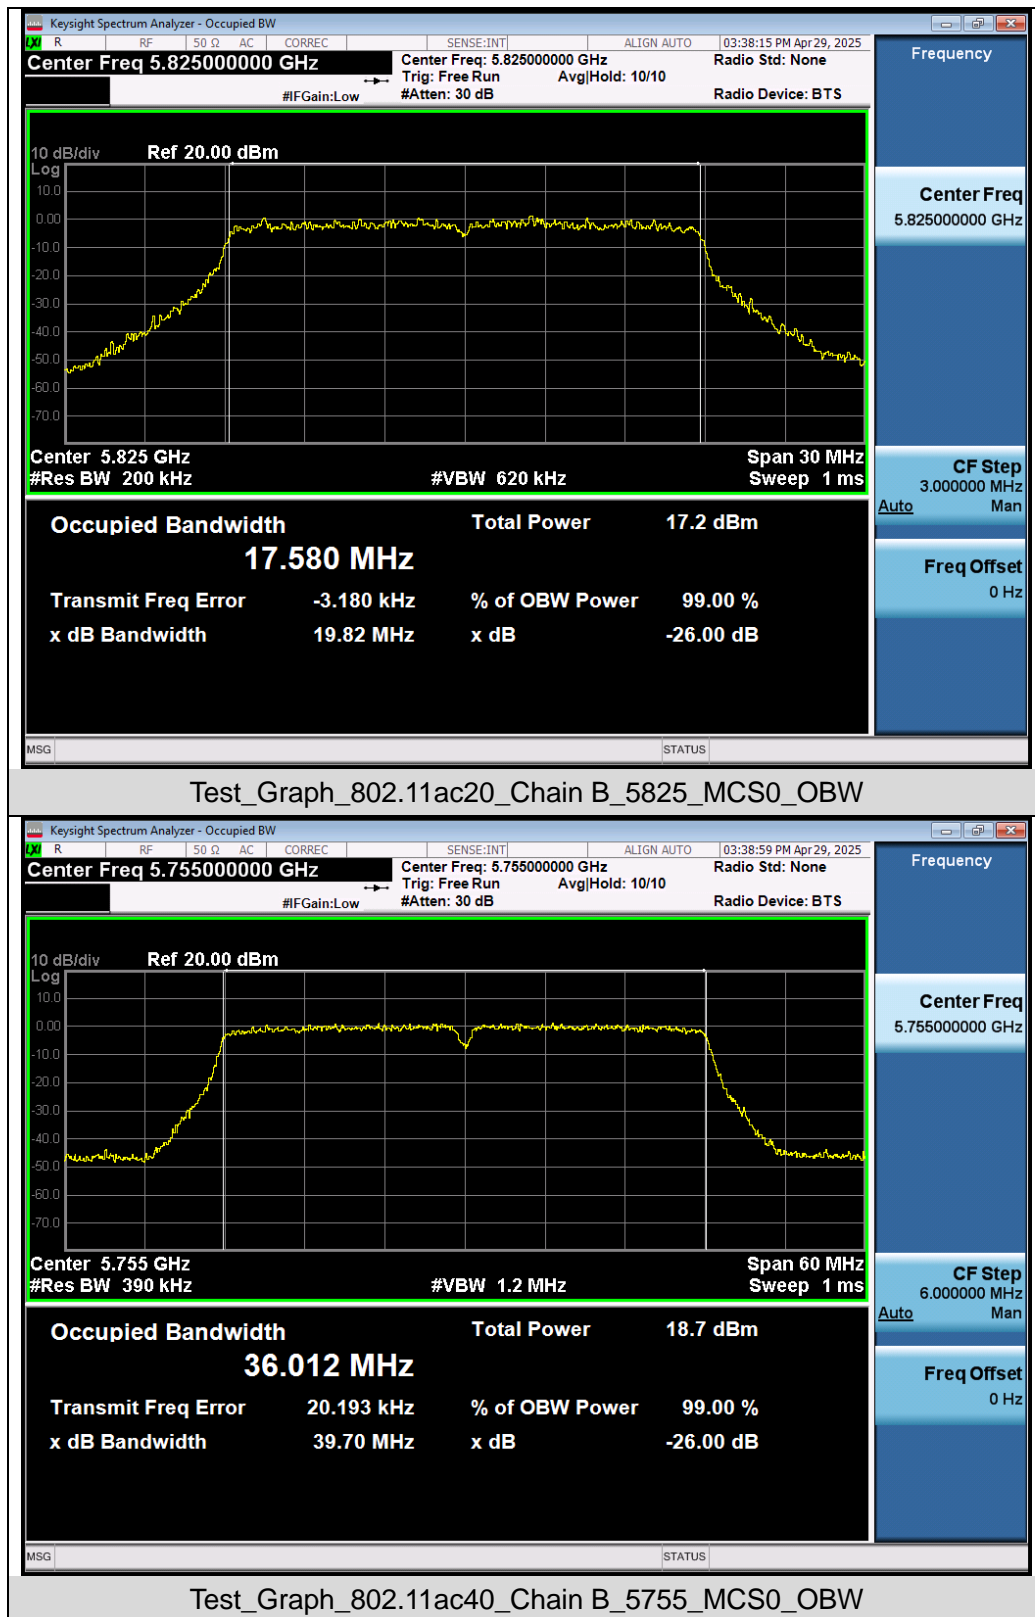 Keysight Spectrum Analyzer - Occupied BW
LXI R RF 50 Ω AC CORREC SENSE:INT ALIGN AUTO 03:38:15 PM Apr 29, 2025
Center Freq 5.825000000 GHz
Center Freq: 5.825000000 GHz
Radio Std: None
Trig: Free Run Avg|Hold: 10/10
#IFGain:Low
#Atten: 30 dB
Radio Device: BTS
Frequency
10 dB/div Ref 20.00 dBm
Log
10.0
0.00
-10.0
-20.0
-30.0
-40.0
-50.0
-60.0
-70.0
Center 5.825 GHz Span 30 MHz
#Res BW 200 kHz #VBW 620 kHz Sweep 1 ms
Center Freq
5.825000000 GHz
CF Step
3.000000 MHz
Auto Man
Freq Offset
0 Hz
Occupied Bandwidth Total Power 17.2 dBm
17.580 MHz
Transmit Freq Error -3.180 kHz % of OBW Power 99.00 %
x dB Bandwidth 19.82 MHz x dB -26.00 dB
MSG STATUS
Test_Graph_802.11ac20_Chain B_5825_MCS0_OBW
Keysight Spectrum Analyzer - Occupied BW
LXI R RF 50 Ω AC CORREC SENSE:INT ALIGN AUTO 03:38:59 PM Apr 29, 2025
Center Freq 5.755000000 GHz
Center Freq: 5.755000000 GHz
Radio Std: None
Trig: Free Run Avg|Hold: 10/10
#IFGain:Low
#Atten: 30 dB
Radio Device: BTS
Frequency
10 dB/div Ref 20.00 dBm
Log
10.0
0.00
-10.0
-20.0
-30.0
-40.0
-50.0
-60.0
-70.0
Center 5.755 GHz Span 60 MHz
#Res BW 390 kHz #VBW 1.2 MHz Sweep 1 ms
Center Freq
5.755000000 GHz
CF Step
6.000000 MHz
Auto Man
Freq Offset
0 Hz
Occupied Bandwidth Total Power 18.7 dBm
36.012 MHz
Transmit Freq Error 20.193 kHz % of OBW Power 99.00 %
x dB Bandwidth 39.70 MHz x dB -26.00 dB
MSG STATUS
Test_Graph_802.11ac40_Chain B_5755_MCS0_OBW